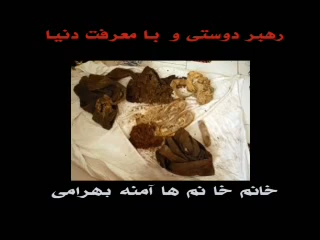 رهبر دوستی و با معرفت دنیا
خانم خا نم ها آمنه بهرامی